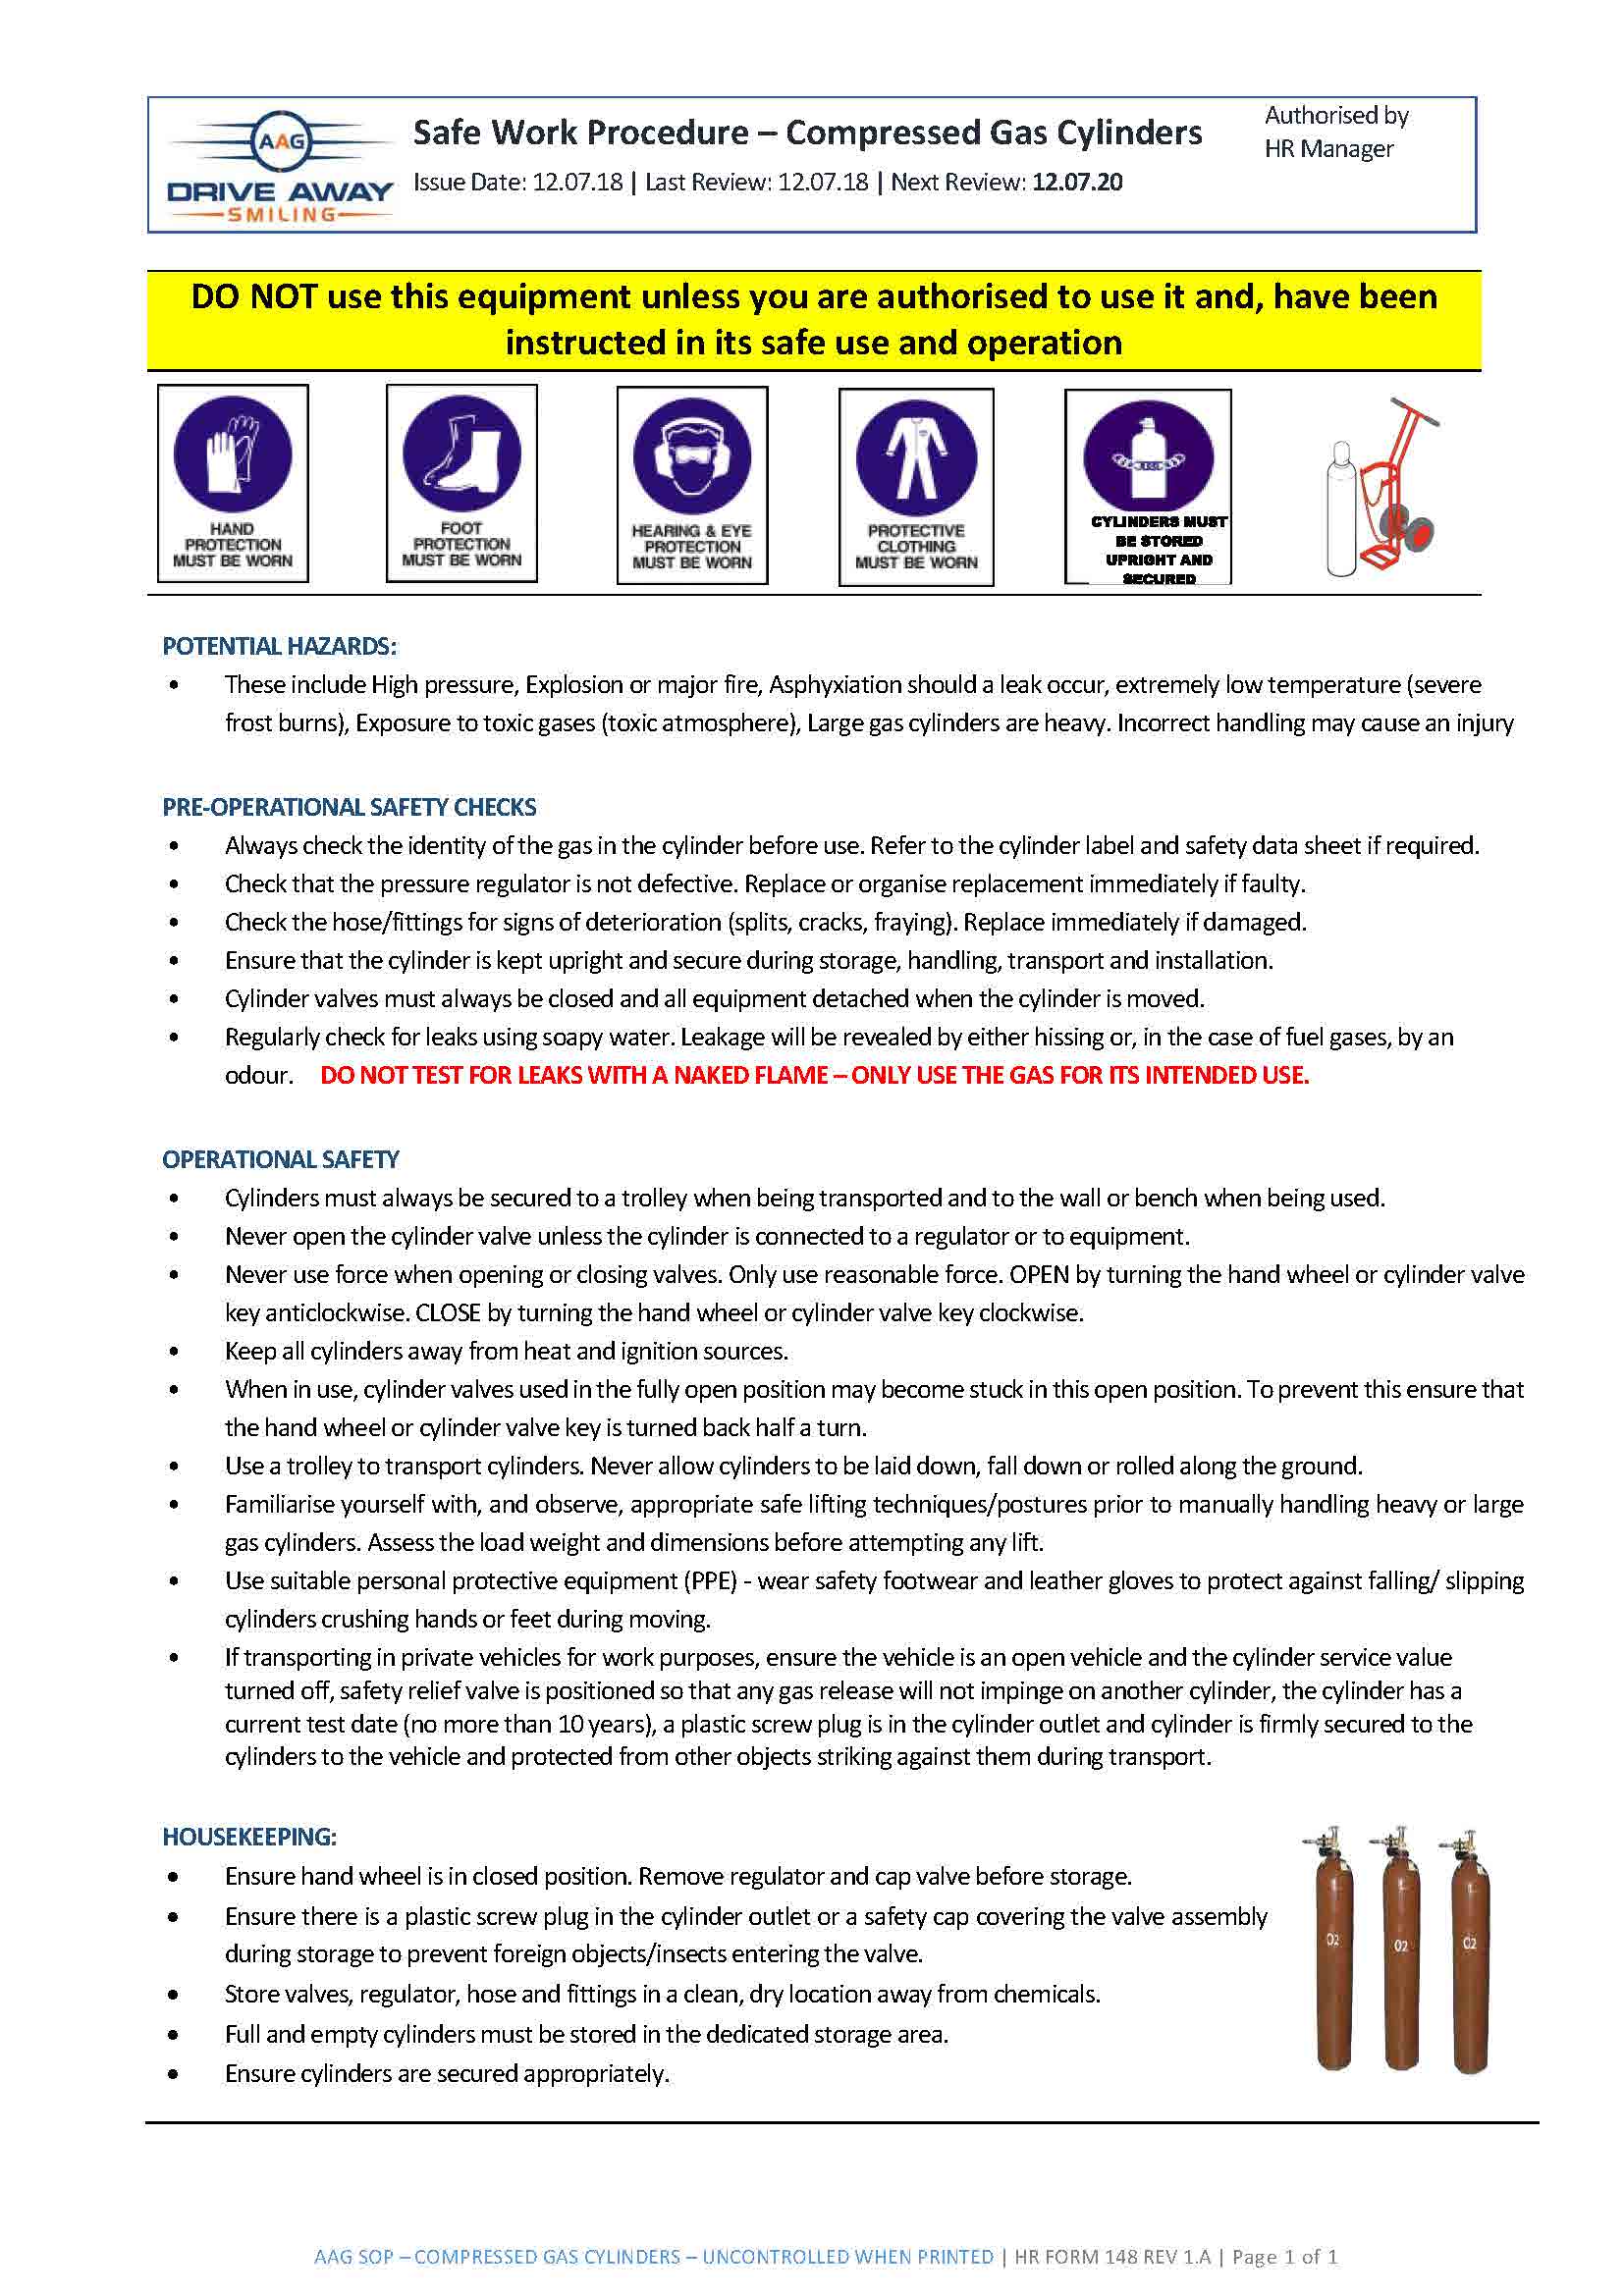 AAG
DRIVE AWAY
SMILING
Safe Work Procedure – Compressed Gas Cylinders
Issue Date: 12.07.18 | Last Review: 12.07.18 | Next Review: 12.07.20
Authorised by
HR Manager
DO NOT use this equipment unless you are authorised to use it and, have been
instructed in its safe use and operation
HAND
PROTECTION
MUST BE WORN
FOOT
PROTECTION
MUST BE WORN
HEARING & EYE
PROTECTION
MUST BE WORN
PROTECTIVE
CLOTHING
MUST BE WORN
CYLINDERS MUST
BE STORED
UPRIGHT AND
SECURED
POTENTIAL HAZARDS:
• These include High pressure, Explosion or major fire, Asphyxiation should a leak occur, extremely low temperature (severe
frost burns), Exposure to toxic gases (toxic atmosphere), Large gas cylinders are heavy. Incorrect handling may cause an injury
PRE-OPERATIONAL SAFETY CHECKS
• Always check the identity of the gas in the cylinder before use. Refer to the cylinder label and safety data sheet if required.
• Check that the pressure regulator is not defective. Replace or organise replacement immediately if faulty.
• Check the hose/fittings for signs of deterioration (splits, cracks, fraying). Replace immediately if damaged.
• Ensure that the cylinder is kept upright and secure during storage, handling, transport and installation.
• Cylinder valves must always be closed and all equipment detached when the cylinder is moved.
• Regularly check for leaks using soapy water. Leakage will be revealed by either hissing or, in the case of fuel gases, by an
odour. DO NOT TEST FOR LEAKS WITH A NAKED FLAME – ONLY USE THE GAS FOR ITS INTENDED USE.
OPERATIONAL SAFETY
• Cylinders must always be secured to a trolley when being transported and to the wall or bench when being used.
• Never open the cylinder valve unless the cylinder is connected to a regulator or to equipment.
• Never use force when opening or closing valves. Only use reasonable force. OPEN by turning the hand wheel or cylinder valve
key anticlockwise. CLOSE by turning the hand wheel or cylinder valve key clockwise.
• Keep all cylinders away from heat and ignition sources.
• When in use, cylinder valves used in the fully open position may become stuck in this open position. To prevent this ensure that
the hand wheel or cylinder valve key is turned back half a turn.
• Use a trolley to transport cylinders. Never allow cylinders to be laid down, fall down or rolled along the ground.
• Familiarise yourself with, and observe, appropriate safe lifting techniques/postures prior to manually handling heavy or large
gas cylinders. Assess the load weight and dimensions before attempting any lift.
• Use suitable personal protective equipment (PPE) - wear safety footwear and leather gloves to protect against falling/ slipping
cylinders crushing hands or feet during moving.
• If transporting in private vehicles for work purposes, ensure the vehicle is an open vehicle and the cylinder service value
turned off, safety relief valve is positioned so that any gas release will not impinge on another cylinder, the cylinder has a
current test date (no more than 10 years), a plastic screw plug is in the cylinder outlet and cylinder is firmly secured to the
cylinders to the vehicle and protected from other objects striking against them during transport.
HOUSEKEEPING:
• Ensure hand wheel is in closed position. Remove regulator and cap valve before storage.
• Ensure there is a plastic screw plug in the cylinder outlet or a safety cap covering the valve assembly
during storage to prevent foreign objects/insects entering the valve.
• Store valves, regulator, hose and fittings in a clean, dry location away from chemicals.
• Full and empty cylinders must be stored in the dedicated storage area.
• Ensure cylinders are secured appropriately.
O2 O2 O2
AAG SOP – COMPRESSED GAS CYLINDERS – UNCONTROLLED WHEN PRINTED | HR FORM 148 REV 1.A | Page 1 of 1